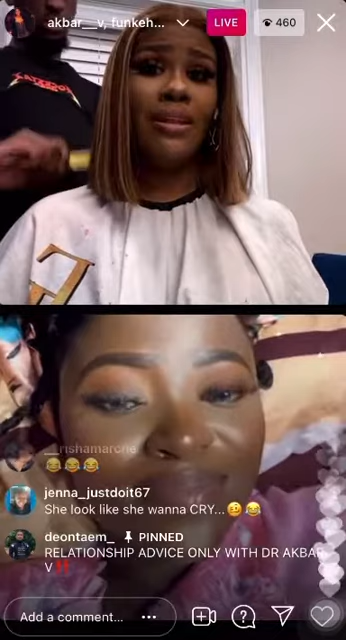 akbar__v, funkeh...
LIVE
460
__rishamarche
😂😂😂
jenna_justdoit67
She look like she wanna CRY...🥴😂
deontaem_ PINNED
RELATIONSHIP ADVICE ONLY WITH DR AKBAR
V‼️
Add a comment...